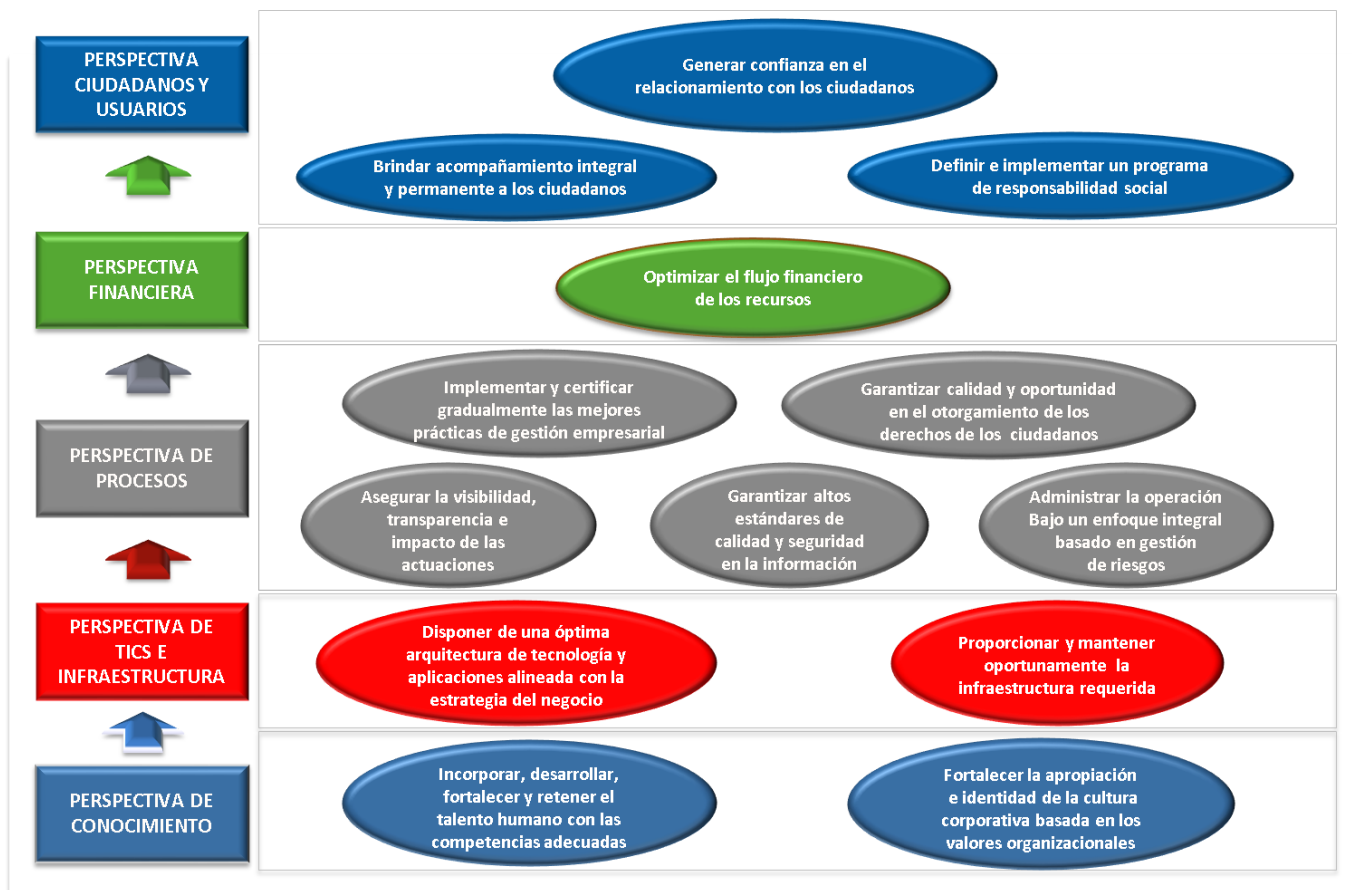 PERSPECTIVA
CIUDADANOS Y
USUARIOS
Generar confianza en el
relacionamiento con los ciudadanos
Brindar acompañamiento integral
y permanente a los ciudadanos
Definir e implementar un programa
de responsabilidad social
PERSPECTIVA
FINANCIERA
Optimizar el flujo financiero
de los recursos
PERSPECTIVA DE
PROCESOS
Implementar y certificar
gradualmente las mejores
prácticas de gestión empresarial
Garantizar calidad y oportunidad
en el otorgamiento de los
derechos de los ciudadanos
Asegurar la visibilidad,
transparencia e
impacto de las
actuaciones
Garantizar altos
estándares de
calidad y seguridad
en la información
Administrar la operación
Bajo un enfoque integral
basado en gestión
de riesgos
PERSPECTIVA DE
TICS E
INFRAESTRUCTURA
Disponer de una óptima
arquitectura de tecnología y
aplicaciones alineada con la
estrategia del negocio
Proporcionar y mantener
oportunamente la
infraestructura requerida
PERSPECTIVA DE
CONOCIMIENTO
Incorporar, desarrollar,
fortalecer y retener el
talento humano con las
competencias adecuadas
Fortalecer la apropiación
e identidad de la cultura
corporativa basada en los
valores organizacionales